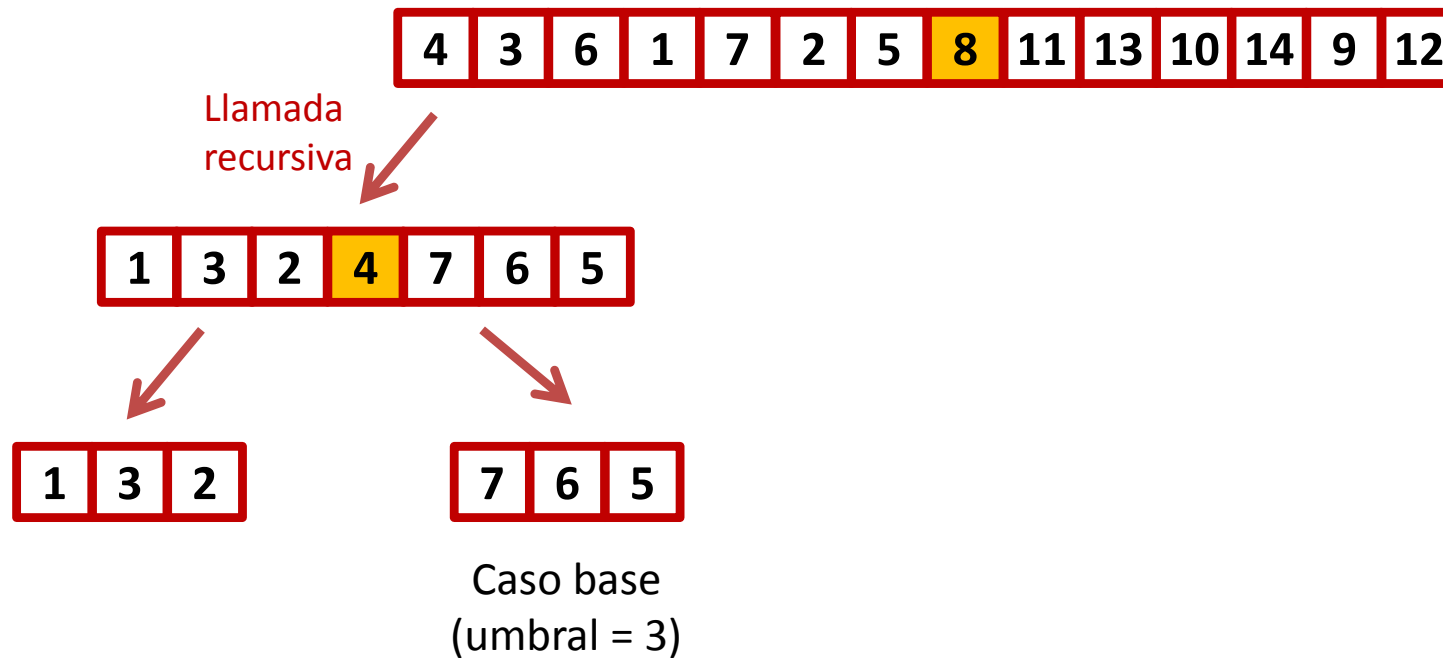 4 3 6 1 7 2 5 8 11 13 10 14 9 12
Llamada
recursiva
1 3 2 4 7 6 5
1 3 2
7 6 5
Caso base
(umbral = 3)